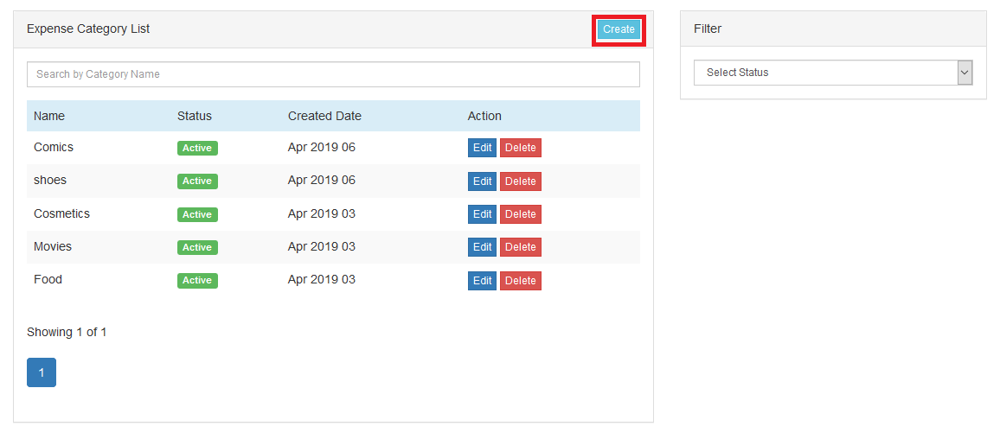 Expense Category List Create
Search by Category Name
Name Status Created Date Action
Comics Active Apr 2019 06 Edit Delete
shoes Active Apr 2019 06 Edit Delete
Cosmetics Active Apr 2019 03 Edit Delete
Movies Active Apr 2019 03 Edit Delete
Food Active Apr 2019 03 Edit Delete
Showing 1 of 1
1
Filter
Select Status